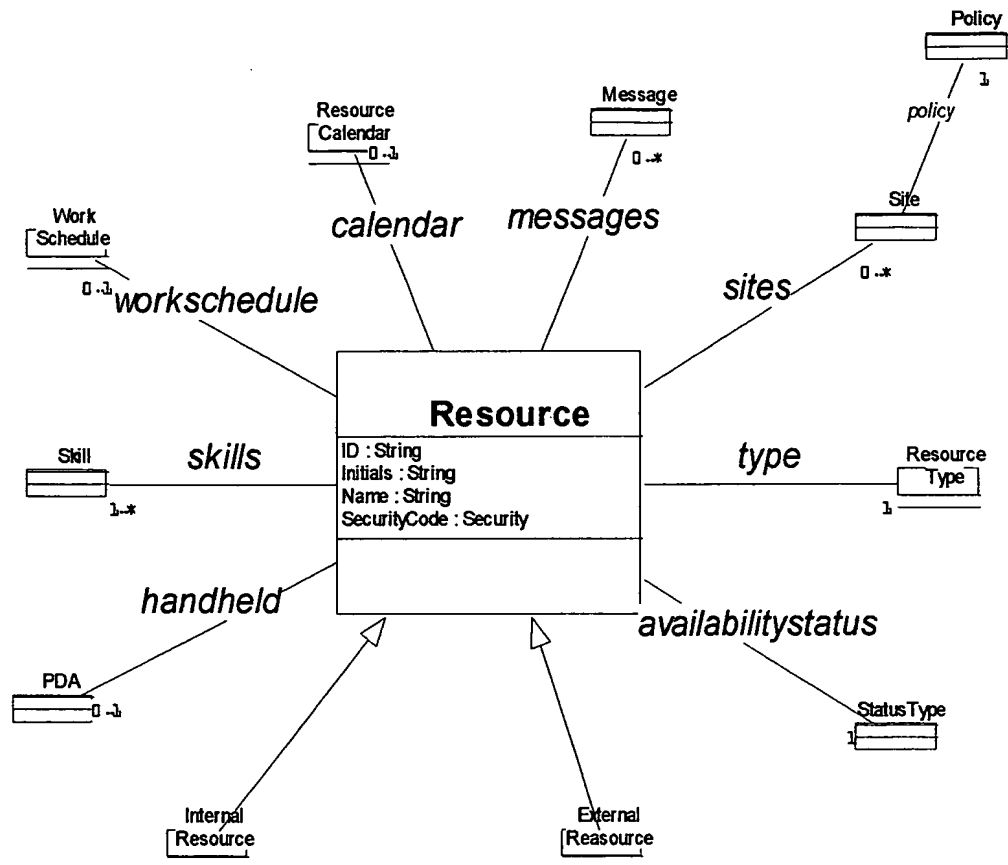 Policy
1
policy
Message
0..*
Resource
Calendar
0..1
Site
0..*
Work
Schedule
0..1
calendar
messages
sites
workschedule
Resource
ID : String
Initials : String
Name : String
SecurityCode : Security
Skill
1..*
skills
type
Resource
Type
1
handheld
availabilitystatus
PDA
0..1
StatusType
1
Internal
Resource
External
Reasource